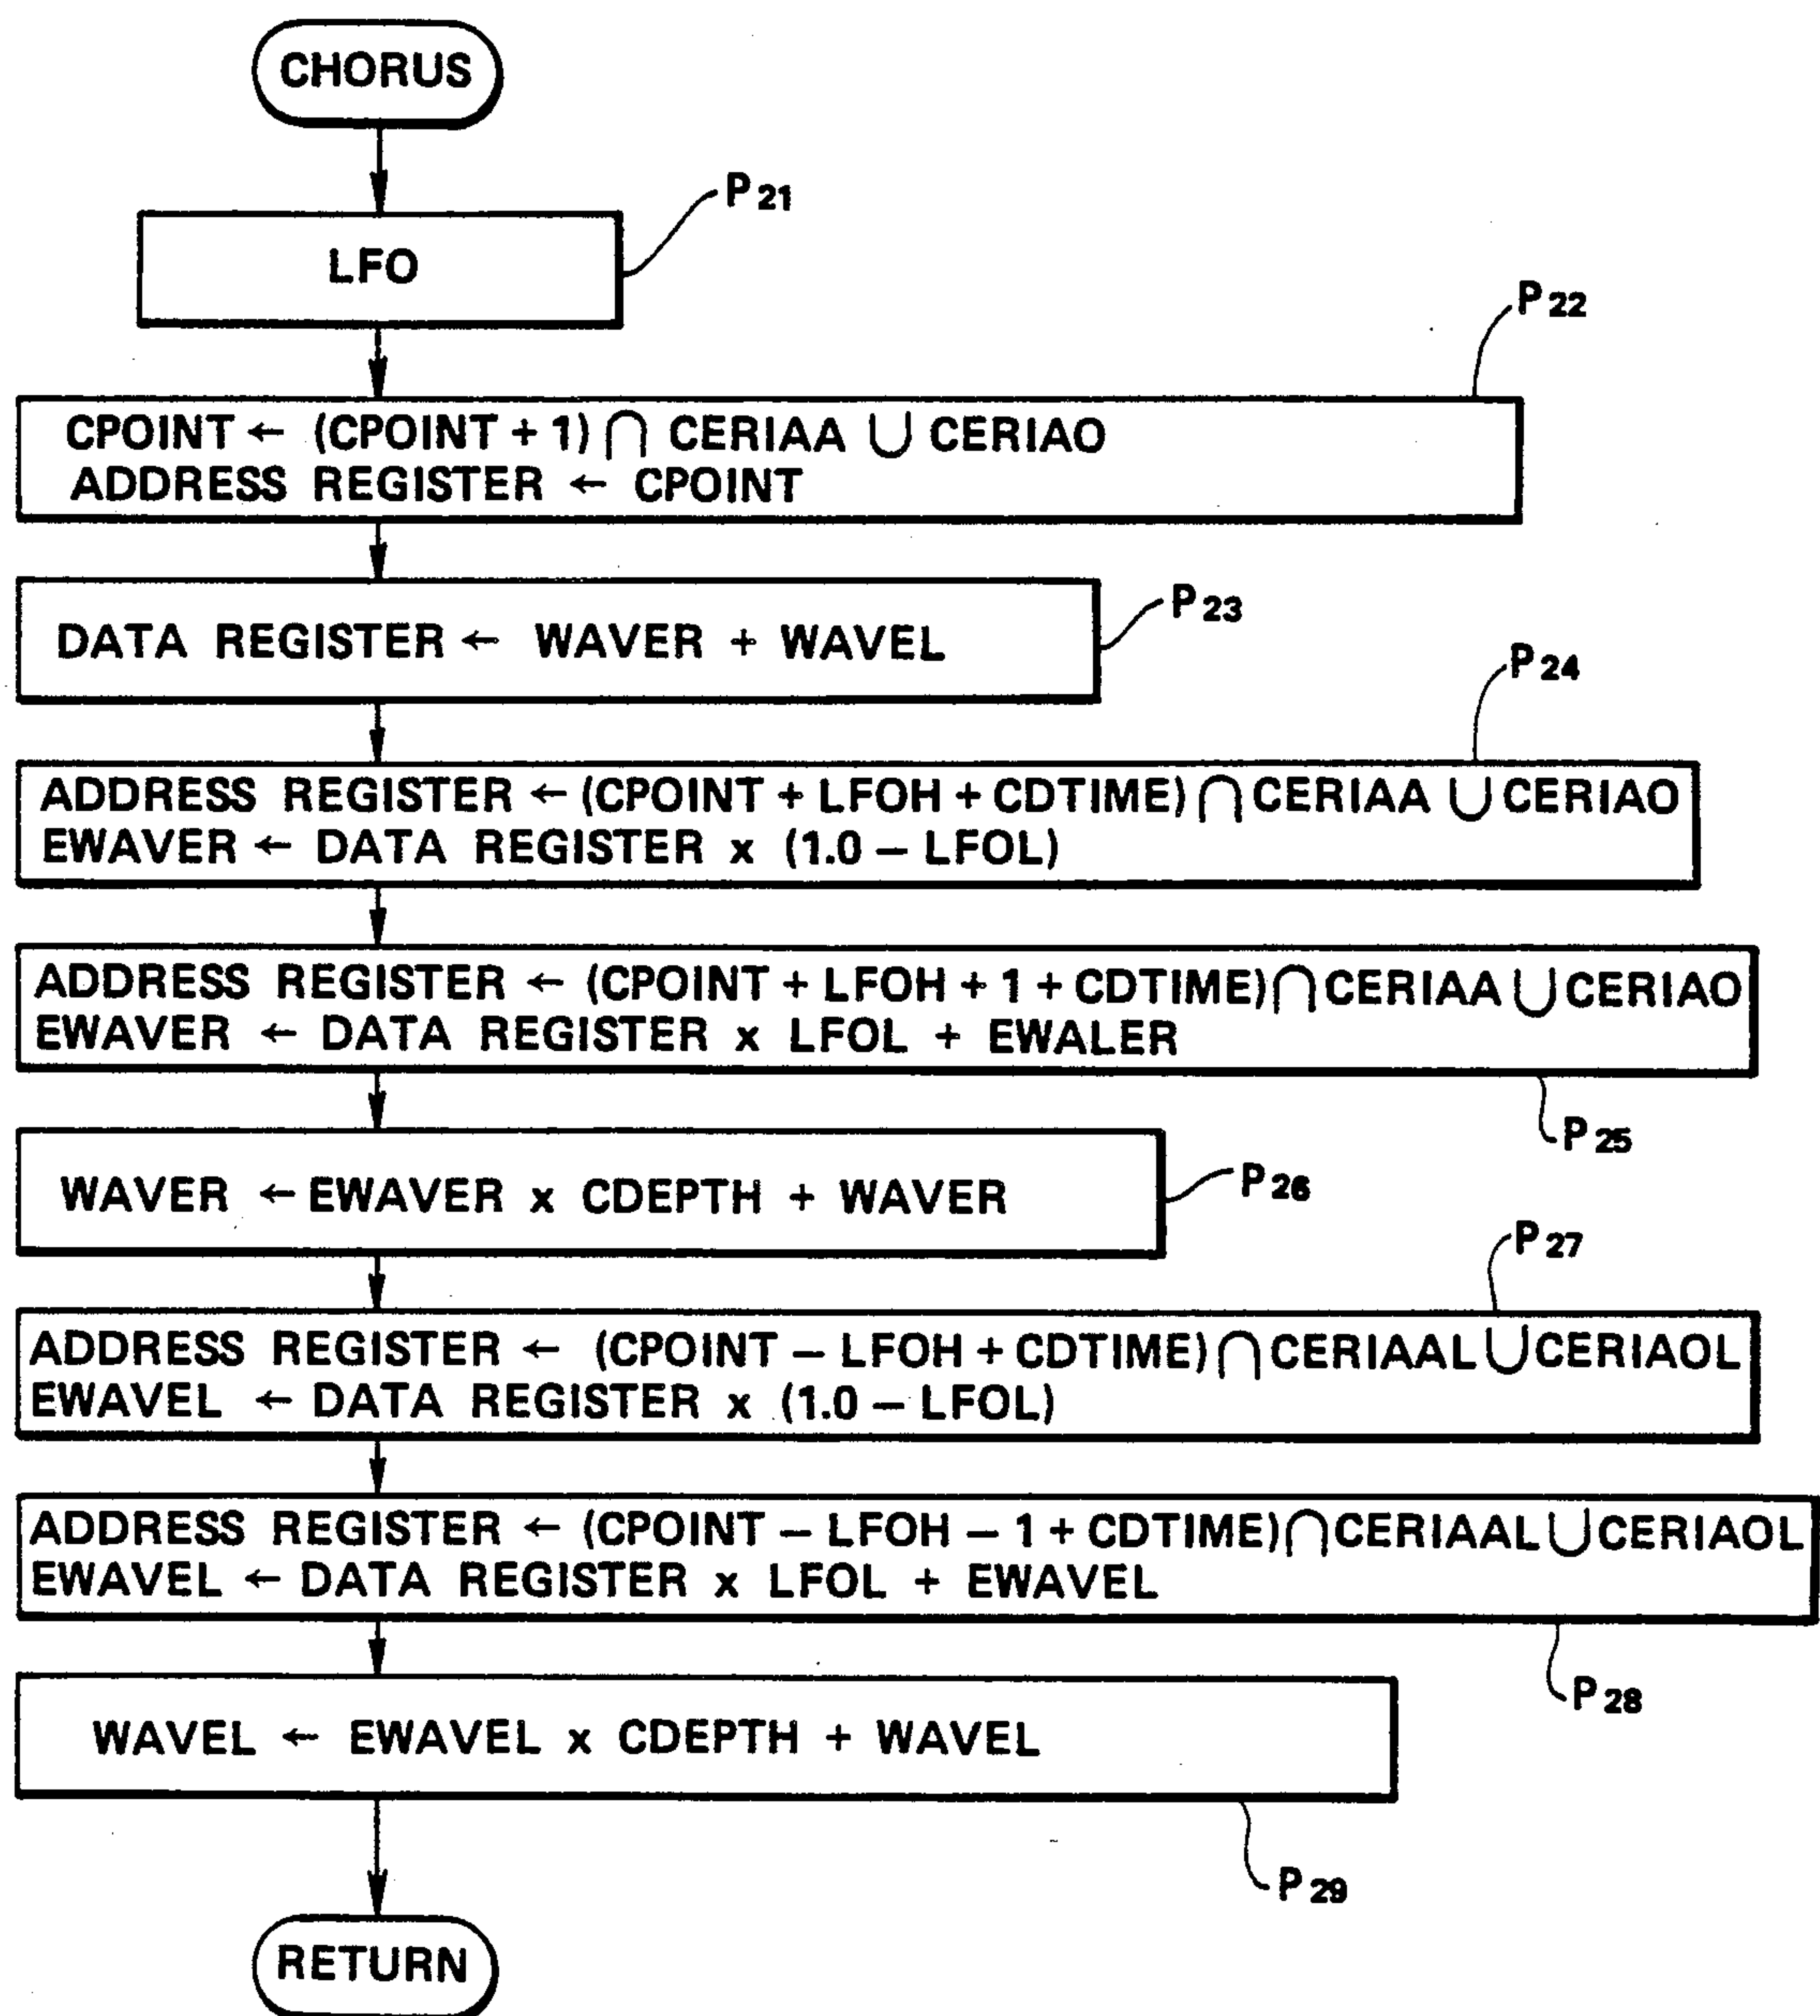 CHORUS
P21
LFO
P22
CPOINT ← (CPOINT + 1) ∩ CERIAA ∪ CERIAO
ADDRESS REGISTER ← CPOINT
P23
DATA REGISTER ← WAVER + WAVEL
P24
ADDRESS REGISTER ← (CPOINT + LFOH + CDTIME) ∩ CERIAA ∪ CERIAO
EWAVER ← DATA REGISTER x (1.0 – LFOL)
ADDRESS REGISTER ← (CPOINT + LFOH + 1 + CDTIME) ∩ CERIAA ∪ CERIAO
EWAVER ← DATA REGISTER x LFOL + EWALER
P25
WAVER ← EWAVER x CDEPTH + WAVER
P26
P27
ADDRESS REGISTER ← (CPOINT – LFOH + CDTIME) ∩ CERIAAL ∪ CERIAOL
EWAVEL ← DATA REGISTER x (1.0 – LFOL)
ADDRESS REGISTER ← (CPOINT – LFOH – 1 + CDTIME) ∩ CERIAAL ∪ CERIAOL
EWAVEL ← DATA REGISTER x LFOL + EWAVEL
P28
WAVEL ← EWAVEL x CDEPTH + WAVEL
P29
RETURN